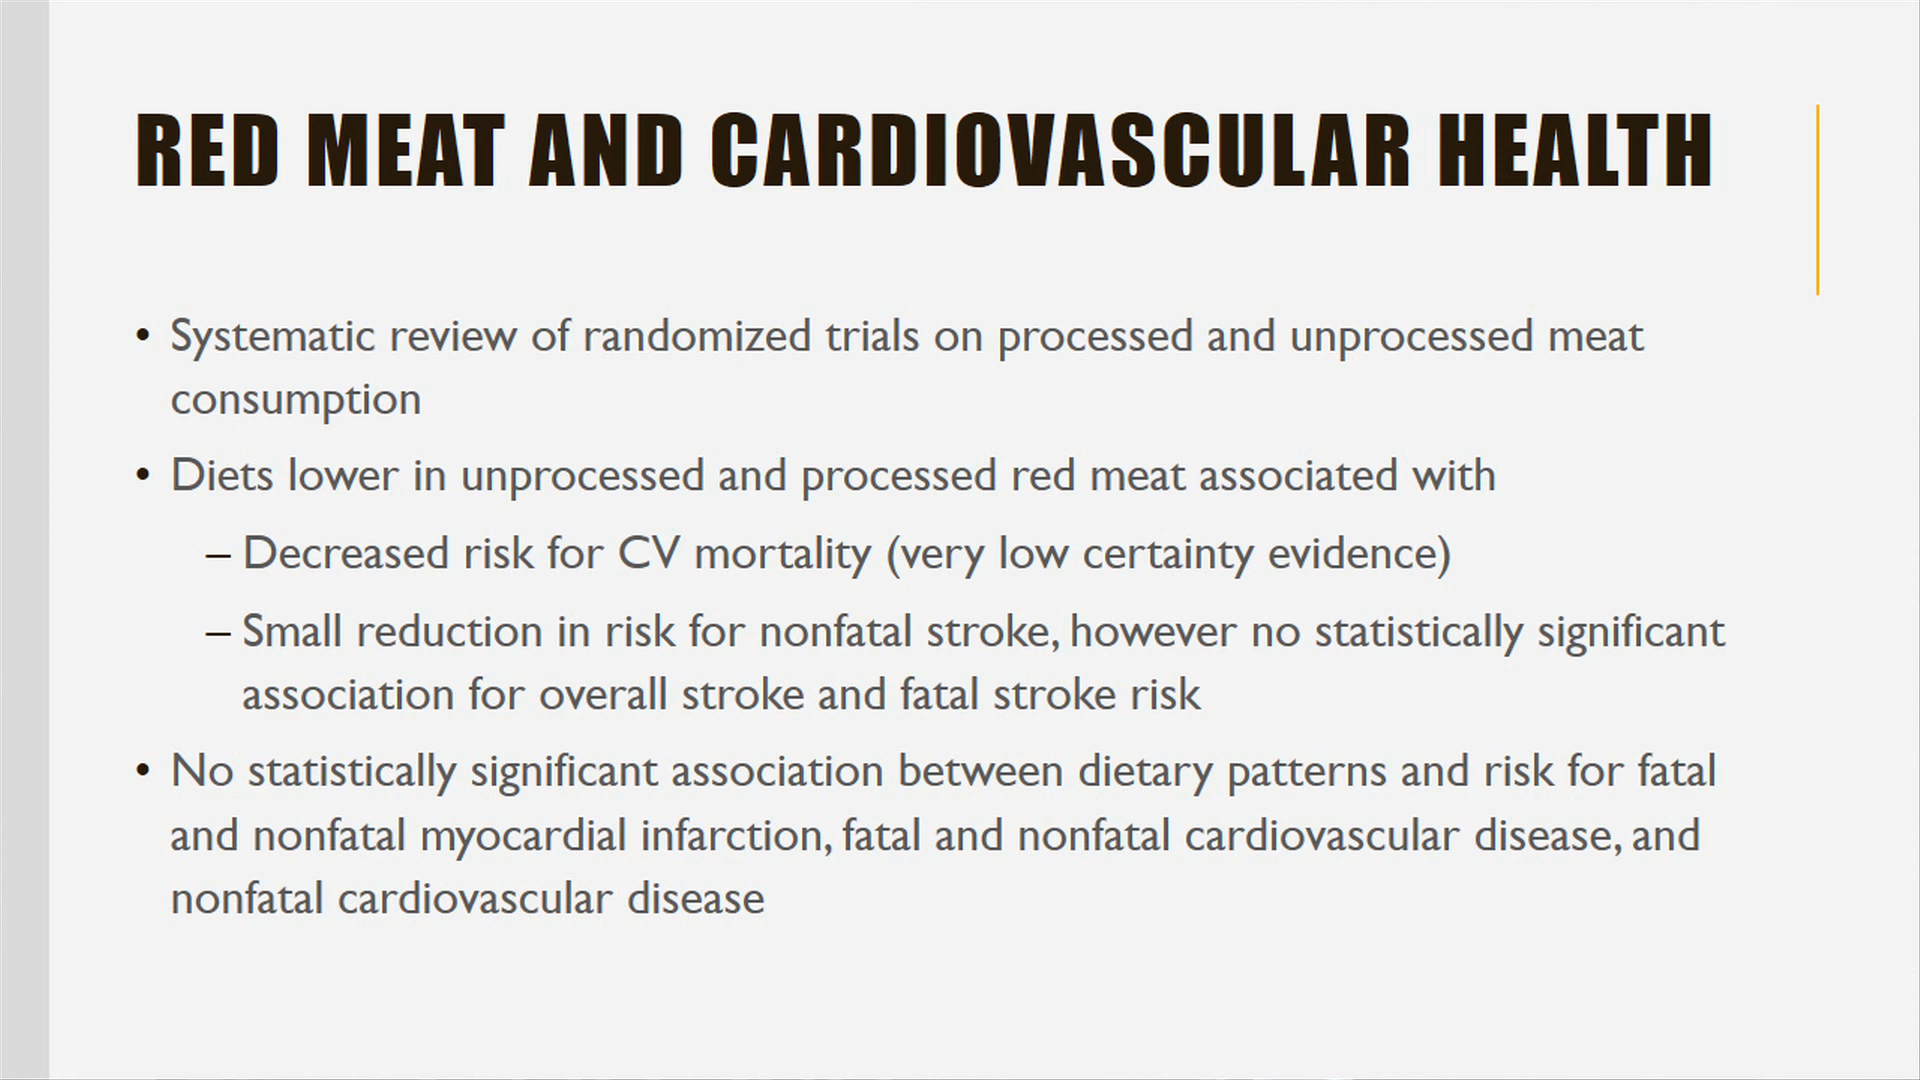 RED MEAT AND CARDIOVASCULAR HEALTH
• Systematic review of randomized trials on processed and unprocessed meat
consumption
• Diets lower in unprocessed and processed red meat associated with
– Decreased risk for CV mortality (very low certainty evidence)
– Small reduction in risk for nonfatal stroke, however no statistically significant
association for overall stroke and fatal stroke risk
• No statistically significant association between dietary patterns and risk for fatal
and nonfatal myocardial infarction, fatal and nonfatal cardiovascular disease, and
nonfatal cardiovascular disease